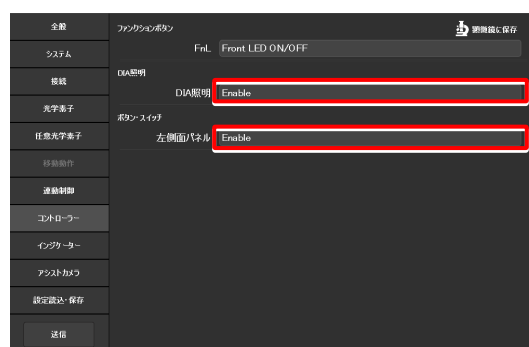 全般
システム
接続
光学素子
任意光学素子
移動動作
連動制御
コントローラー
インジケーター
アシストカメラ
設定読込・保存
送信
ファンクションボタン
顕微鏡に保存
FnL Front LED ON/OFF
DIA照明
DIA照明 Enable
ボタン・スイッチ
左側面パネル Enable